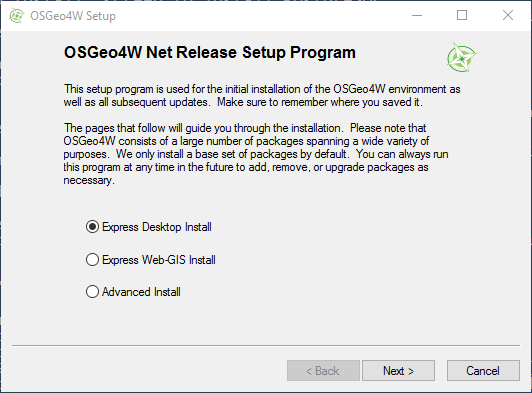 OSGeo4W Setup
OSGeo4W Net Release Setup Program
This setup program is used for the initial installation of the OSGeo4W environment as
well as all subsequent updates.  Make sure to remember where you saved it.
The pages that follow will guide you through the installation.  Please note that
OSGeo4W consists of a large number of packages spanning a wide variety of
purposes.  We only install a base set of packages by default.  You can always run
this program at any time in the future to add, remove, or upgrade packages as
necessary.
Express Desktop Install
Express Web-GIS Install
Advanced Install
< Back Next > Cancel